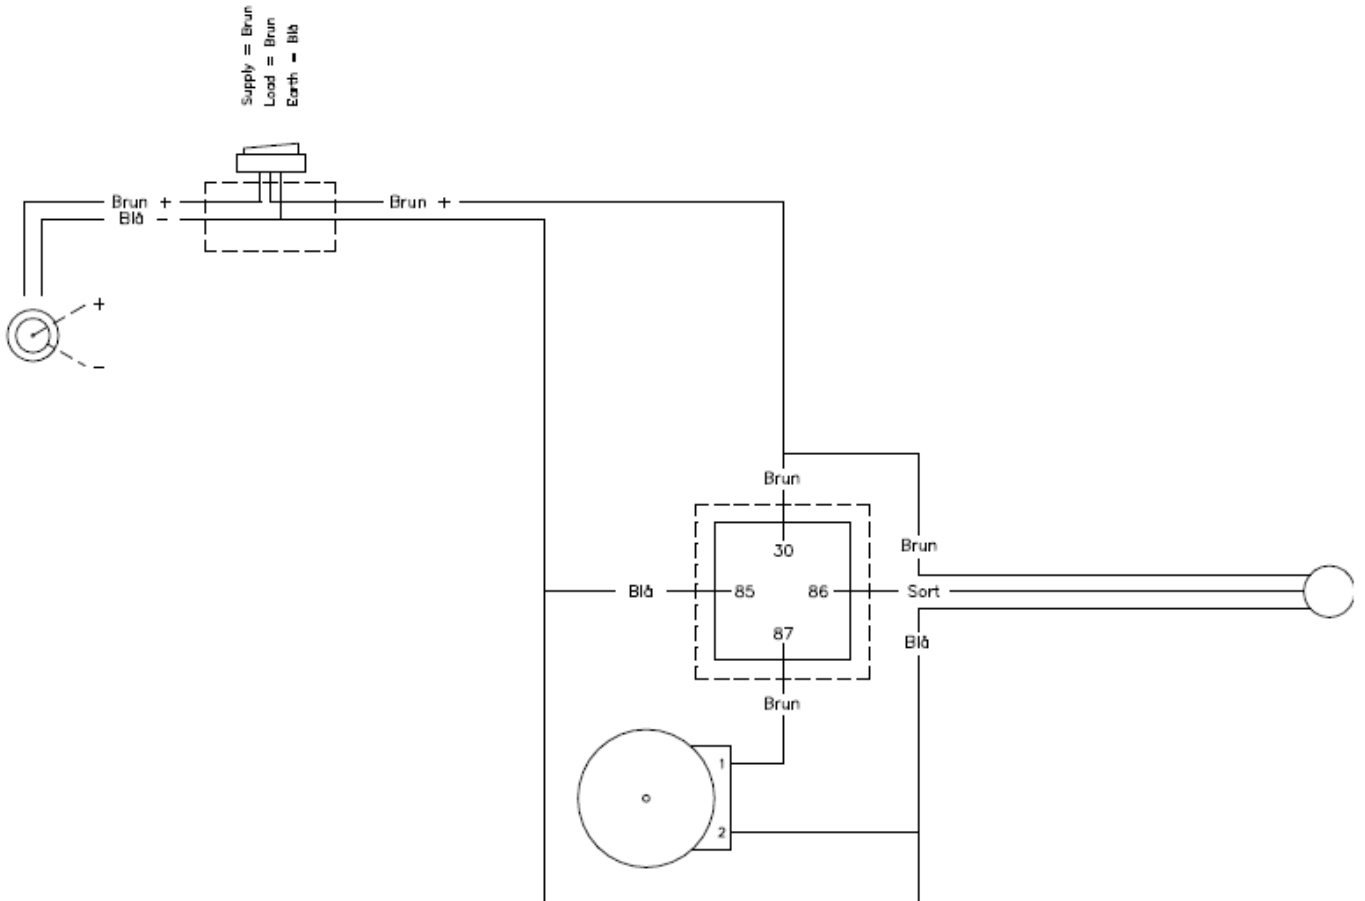 Supply = Brun
Load = Brun
Earth = Blå
Brun +
Blå -
Brun +
+
-
Brun
30
Brun
Blå
85
86
Sort
87
Blå
Brun
1
2